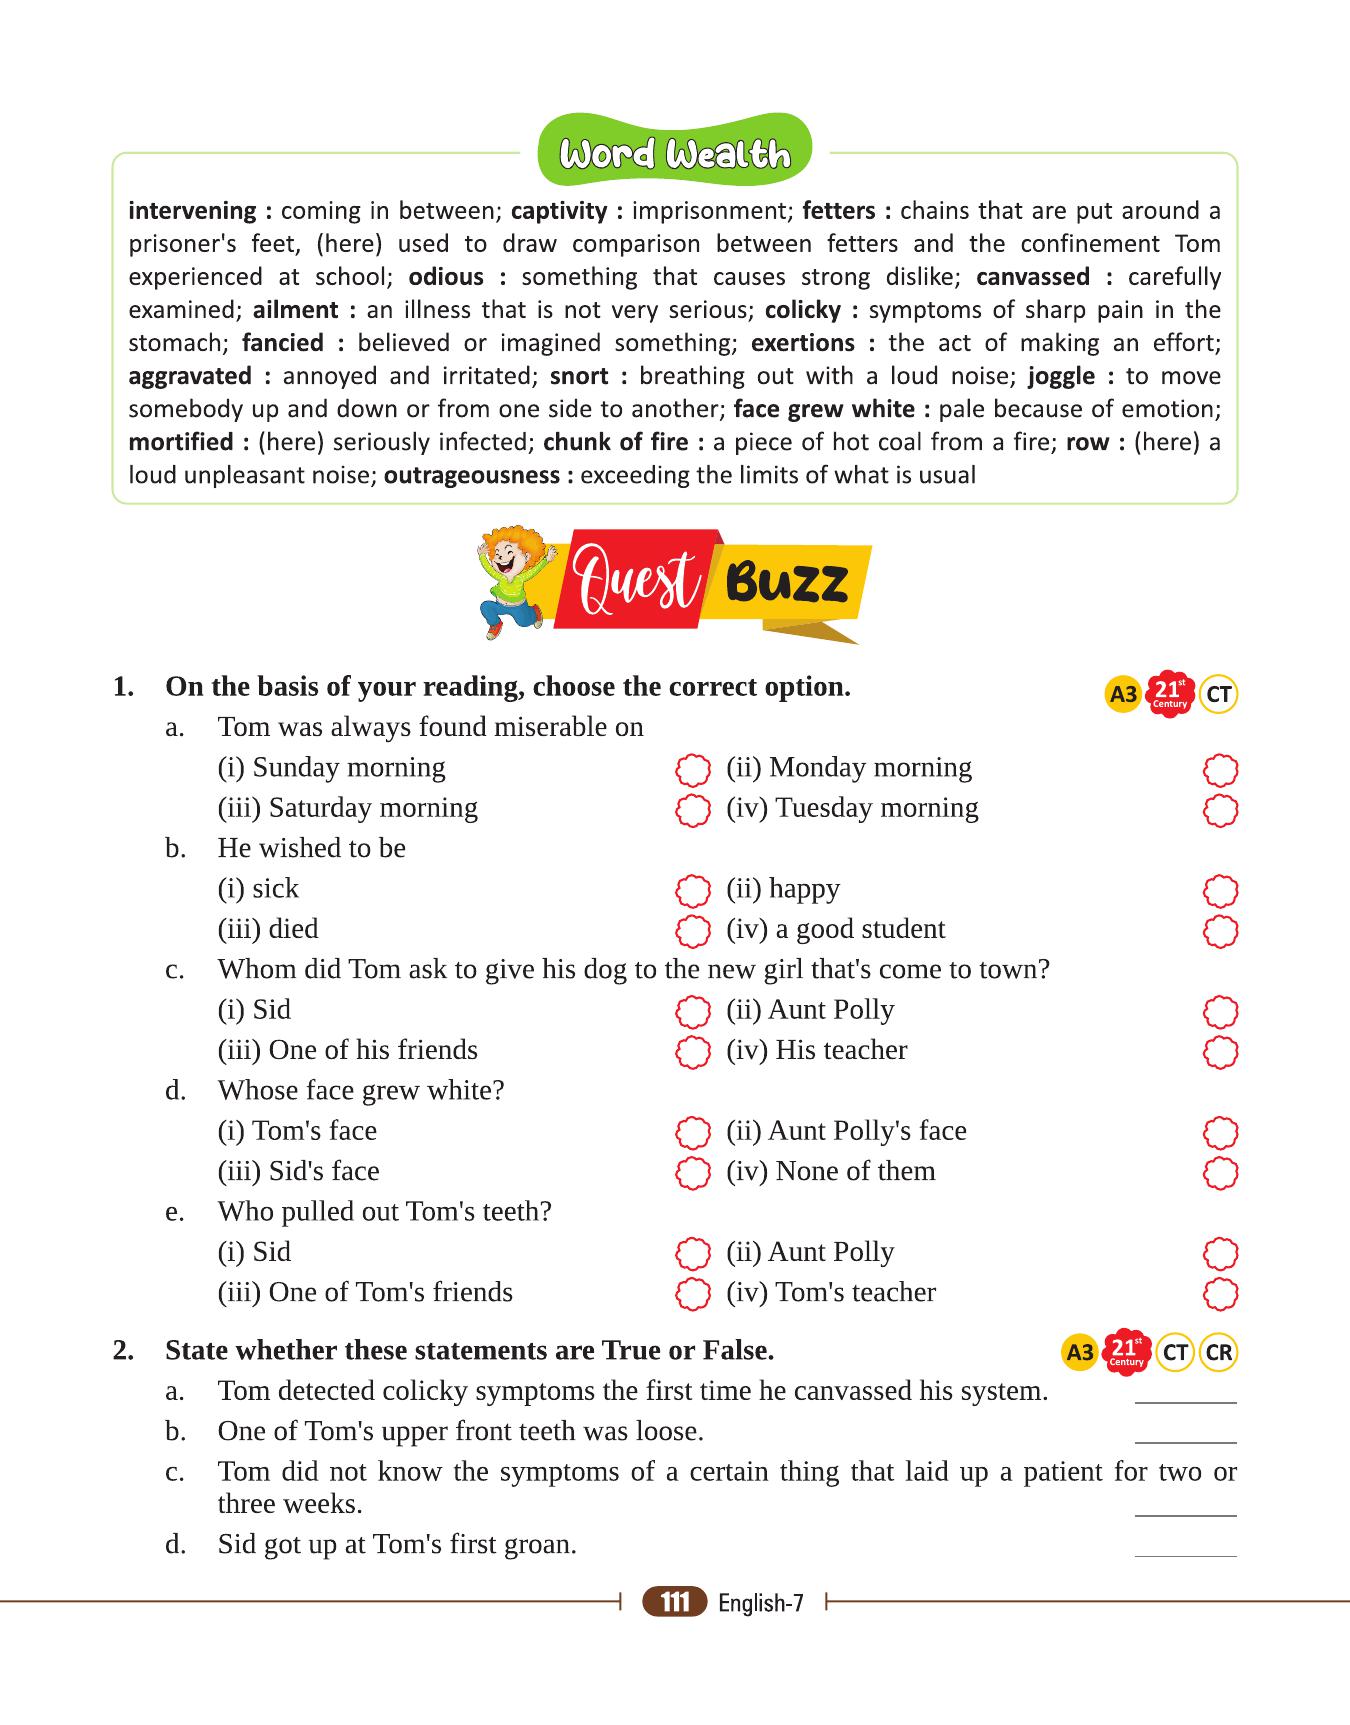 Word Wealth
intervening : coming in between; captivity : imprisonment; fetters : chains that are put around a
prisoner's feet, (here) used to draw comparison between fetters and the confinement Tom
experienced at school; odious : something that causes strong dislike; canvassed : carefully
examined; ailment : an illness that is not very serious; colicky : symptoms of sharp pain in the
stomach; fancied : believed or imagined something; exertions : the act of making an effort;
aggravated : annoyed and irritated; snort : breathing out with a loud noise; joggle : to move
somebody up and down or from one side to another; face grew white : pale because of emotion;
mortified : (here) seriously infected; chunk of fire : a piece of hot coal from a fire; row : (here) a
loud unpleasant noise; outrageousness : exceeding the limits of what is usual
Quest Buzz
1. On the basis of your reading, choose the correct option. A3 21st Century CT
a. Tom was always found miserable on
(i) Sunday morning (ii) Monday morning
(iii) Saturday morning (iv) Tuesday morning
b. He wished to be
(i) sick (ii) happy
(iii) died (iv) a good student
c. Whom did Tom ask to give his dog to the new girl that's come to town?
(i) Sid (ii) Aunt Polly
(iii) One of his friends (iv) His teacher
d. Whose face grew white?
(i) Tom's face (ii) Aunt Polly's face
(iii) Sid's face (iv) None of them
e. Who pulled out Tom's teeth?
(i) Sid (ii) Aunt Polly
(iii) One of Tom's friends (iv) Tom's teacher
2. State whether these statements are True or False. A3 21st Century CT CR
a. Tom detected colicky symptoms the first time he canvassed his system.
b. One of Tom's upper front teeth was loose.
c. Tom did not know the symptoms of a certain thing that laid up a patient for two or
three weeks.
d. Sid got up at Tom's first groan.
111 English-7